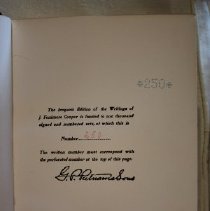 *250*
The Iroquois Edition of the Writings of
J. Fenimore Cooper is limited to one thousand
signed and numbered sets, of which this is
Number 250
The written number must correspond with
the perforated number at the top of this page.
G. P. Putnam's Sons